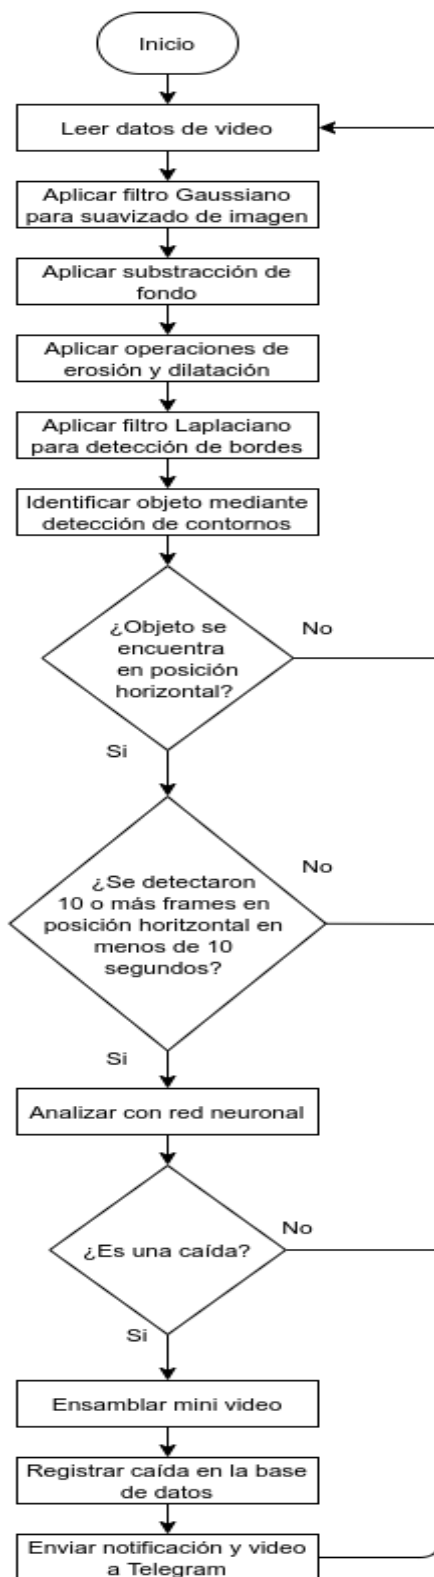 Inicio
Leer datos de video
Aplicar filtro Gaussiano
para suavizado de imagen
Aplicar substracción de
fondo
Aplicar operaciones de
erosión y dilatación
Aplicar filtro Laplaciano
para detección de bordes
Identificar objeto mediante
detección de contornos
¿Objeto se
encuentra
en posición
horizontal?
No
Si
¿Se detectaron
10 o más frames en
posición horitzontal en
menos de 10
segundos?
No
Si
Analizar con red neuronal
¿Es una caída?
No
Si
Ensamblar mini video
Registrar caída en la base
de datos
Enviar notificación y video
a Telegram